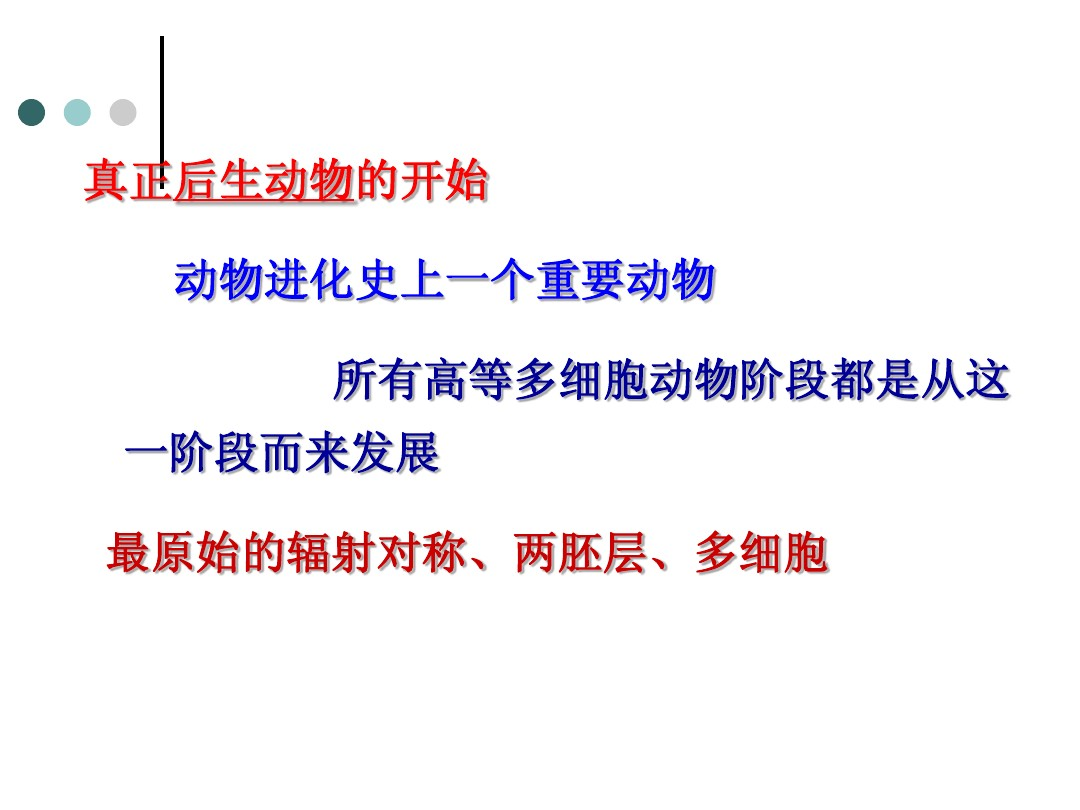 真正后生动物的开始
动物进化史上一个重要动物
所有高等多细胞动物阶段都是从这
一阶段而来发展
最原始的辐射对称、两胚层、多细胞